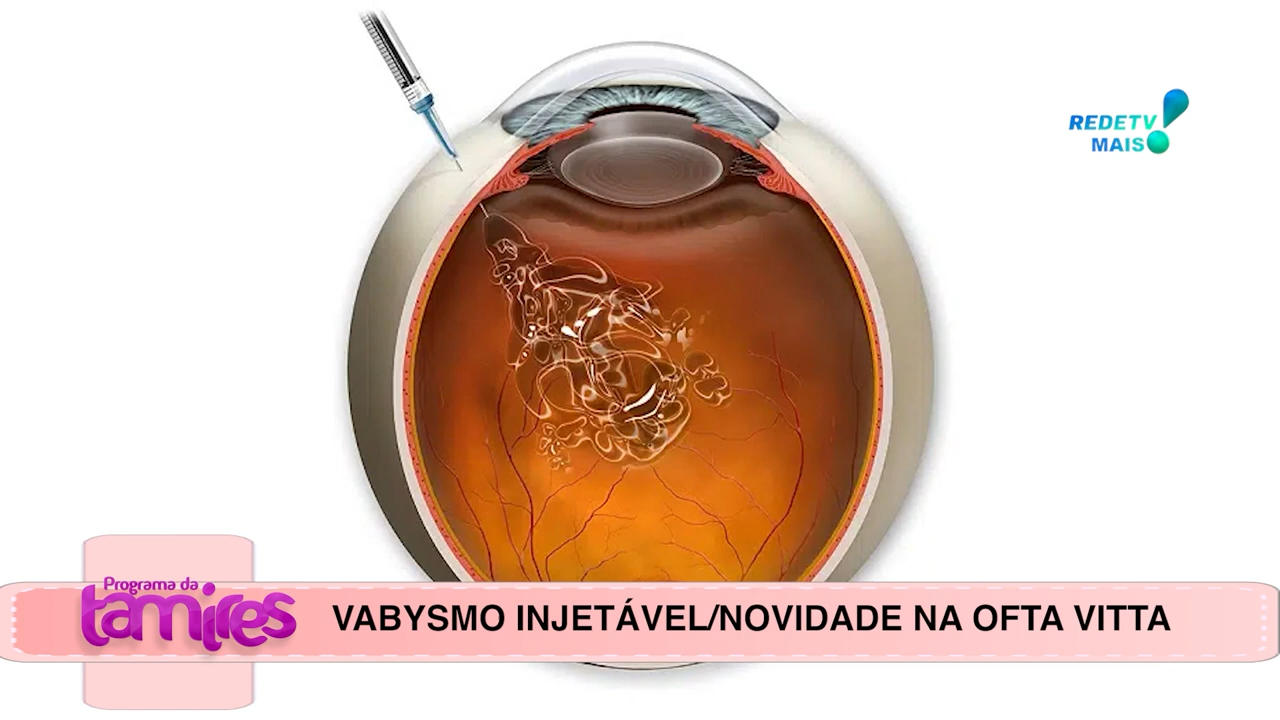 REDETV!
MAIS
Programa da
tamires
VABYSMO INJETÁVEL/NOVIDADE NA OFTA VITTA